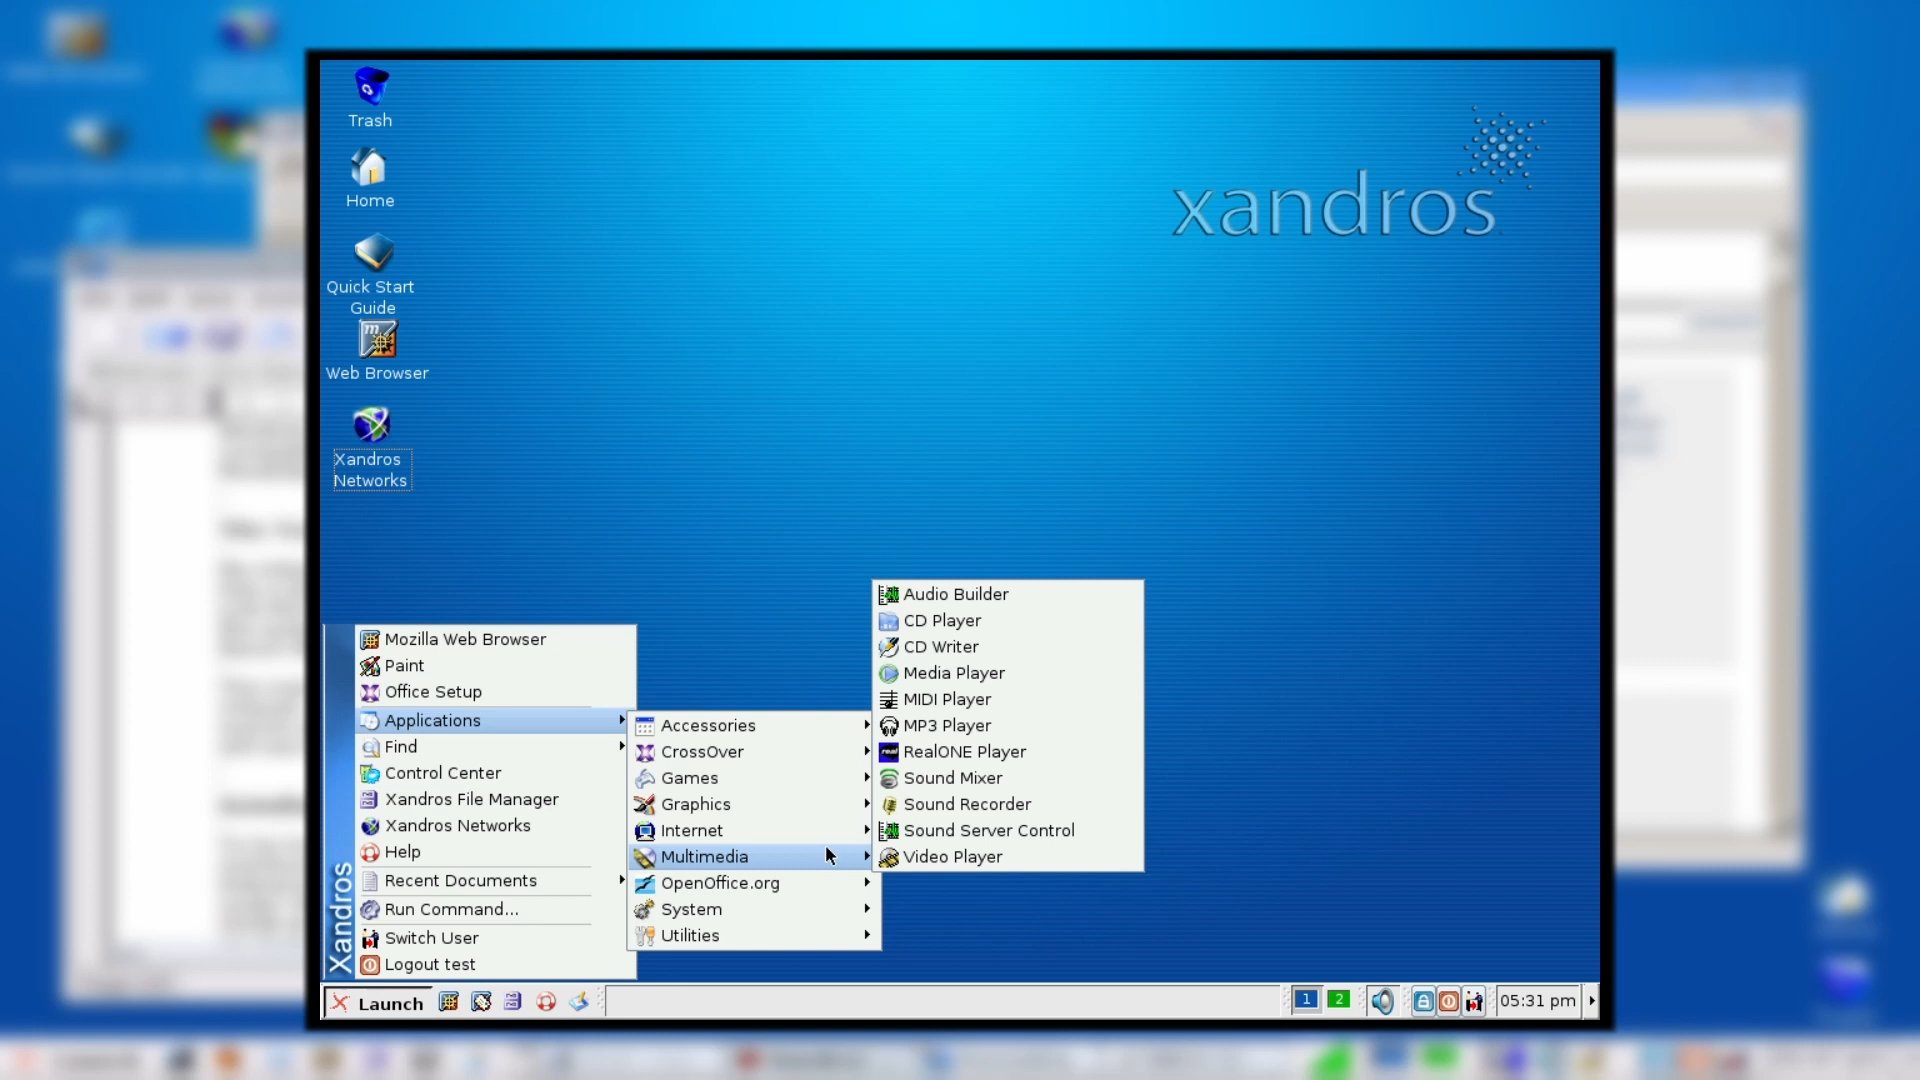 Trash
Home
Quick Start
Guide
Web Browser
Xandros
Networks
xandros
Mozilla Web Browser
Paint
Office Setup
Applications
Find
Control Center
Xandros File Manager
Xandros Networks
Help
Recent Documents
Run Command...
Switch User
Logout test
Xandros
Accessories
CrossOver
Games
Graphics
Internet
Multimedia
OpenOffice.org
System
Utilities
Audio Builder
CD Player
CD Writer
Media Player
MIDI Player
MP3 Player
RealONE Player
Sound Mixer
Sound Recorder
Sound Server Control
Video Player
Launch
1
2
05:31 pm